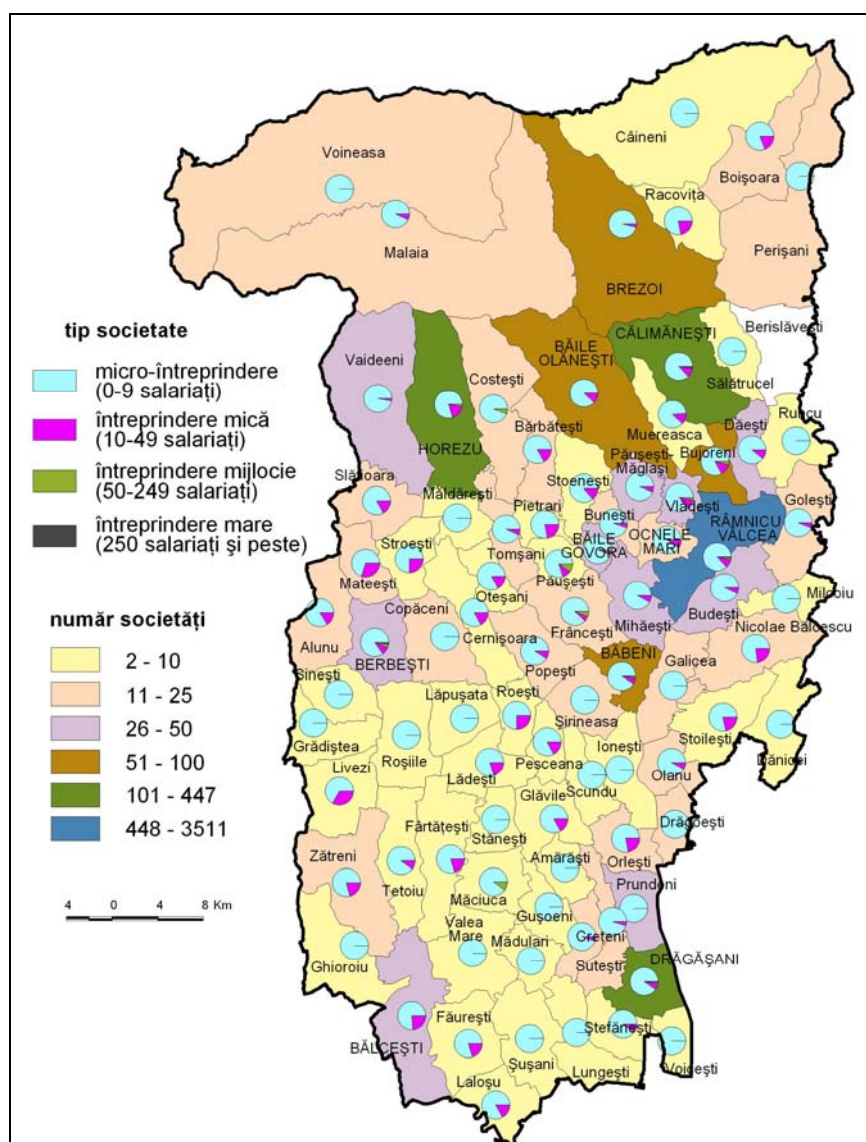 Câineni
Voineasa
Boişoara
Racoviţa
Malaia
Perişani
BREZOI
tip societate
micro-întreprindere
(0-9 salariaţi)
întreprindere mică
(10-49 salariaţi)
întreprindere mijlocie
(50-249 salariaţi)
întreprindere mare
(250 salariaţi şi peste)
număr societăţi
2 - 10
11 - 25
26 - 50
51 - 100
101 - 447
448 - 3511
4 0 4 8 Km
Berislăveşti
CĂLIMĂNEŞTI
BĂILE
OLĂNEŞTI
Vaideeni
Costeşti
Sălătrucel
Runcu
HOREZU
Bărbăteşti
Muereasca
Dăeşti
Bujoreni
Păuşeşti-
Măglaşi
Stoeneşti
Slătioara
Măldăreşti
Pietrari
Buneşti
Vlădeşti
Goleşti
RÂMNICU
VÂLCEA
Stroeşti
Tomşani
BĂILE
GOVORA
OCNELE
MARI
Mateeşti
Oteşani
Păuşeşti
Milcoiu
Copăceni
Mihăeşti
Budeşti
Alunu
Cernişoara
Frânceşti
Nicolae Bălcescu
BERBEŞTI
Popeşti
BĂBENI
Galicea
Sineşti
Lăpuşata
Roeşti
Şirineasa
Grădiştea
Roşiile
Stoileşti
Ioneşti
Dănicei
Livezi
Lădeşti
Pesceana
Olanu
Scundu
Glăvile
Fârtăţeşti
Stăneşti
Drăgoeşti
Zătreni
Amărăşti
Orleşti
Tetoiu
Măciuca
Prundeni
Guşoeni
Valea
Mare
Mădulari
Creţeni
Ghioroiu
Suteşti
DRĂGĂŞANI
Făureşti
Ştefăneşti
BĂLCEŞTI
Şuşani
Lungeşti
Voiceşti
Laloşu